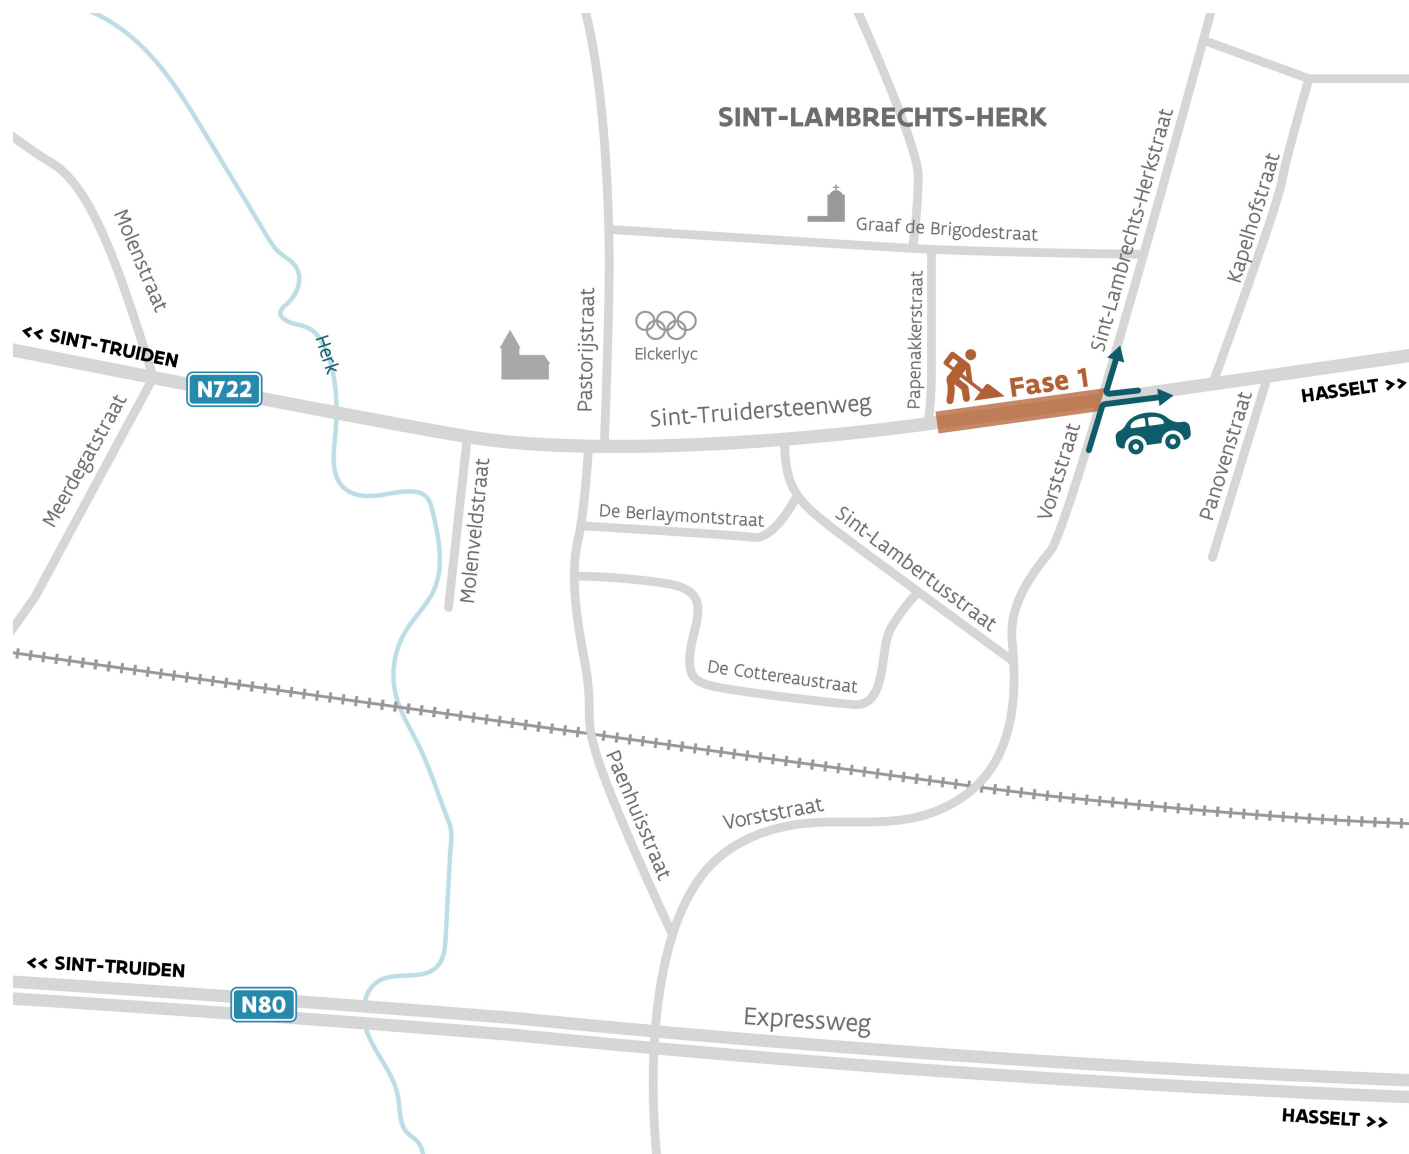 SINT-LAMBRECHTS-HERK
Sint-Lambrechts-Herkstraat
Kapelhofstraat
Molenstraat
Graaf de Brigodestraat
<< SINT-TRUIDEN
N722
Herk
Pastorijstraat
Elckerlyc
Papenakkerstraat
Fase 1
HASSELT >>
Sint-Truidersteenweg
Meerdegatstraat
Molenveldstraat
De Berlaymontstraat
Sint-Lambertusstraat
Vorststraat
Panovenstraat
De Cottereaustraat
Paenhuisstraat
Vorststraat
<< SINT-TRUIDEN
N80
Expressweg
HASSELT >>